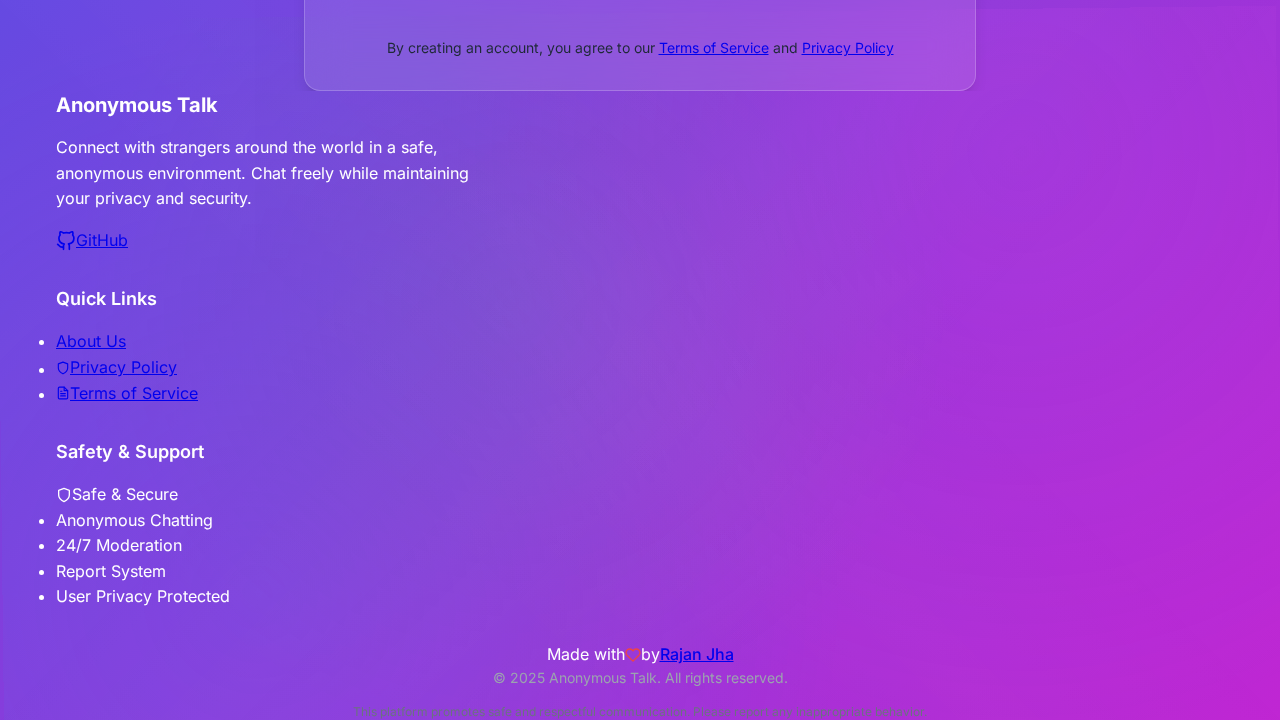 By creating an account, you agree to our Terms of Service and Privacy Policy
Anonymous Talk
Connect with strangers around the world in a safe,
anonymous environment. Chat freely while maintaining
your privacy and security.
GitHub
Quick Links
About Us
Privacy Policy
Terms of Service
Safety & Support
Safe & Secure
Anonymous Chatting
24/7 Moderation
Report System
User Privacy Protected
Made with by Rajan Jha
© 2025 Anonymous Talk. All rights reserved.
This platform promotes safe and respectful communication. Please report any inappropriate behavior.